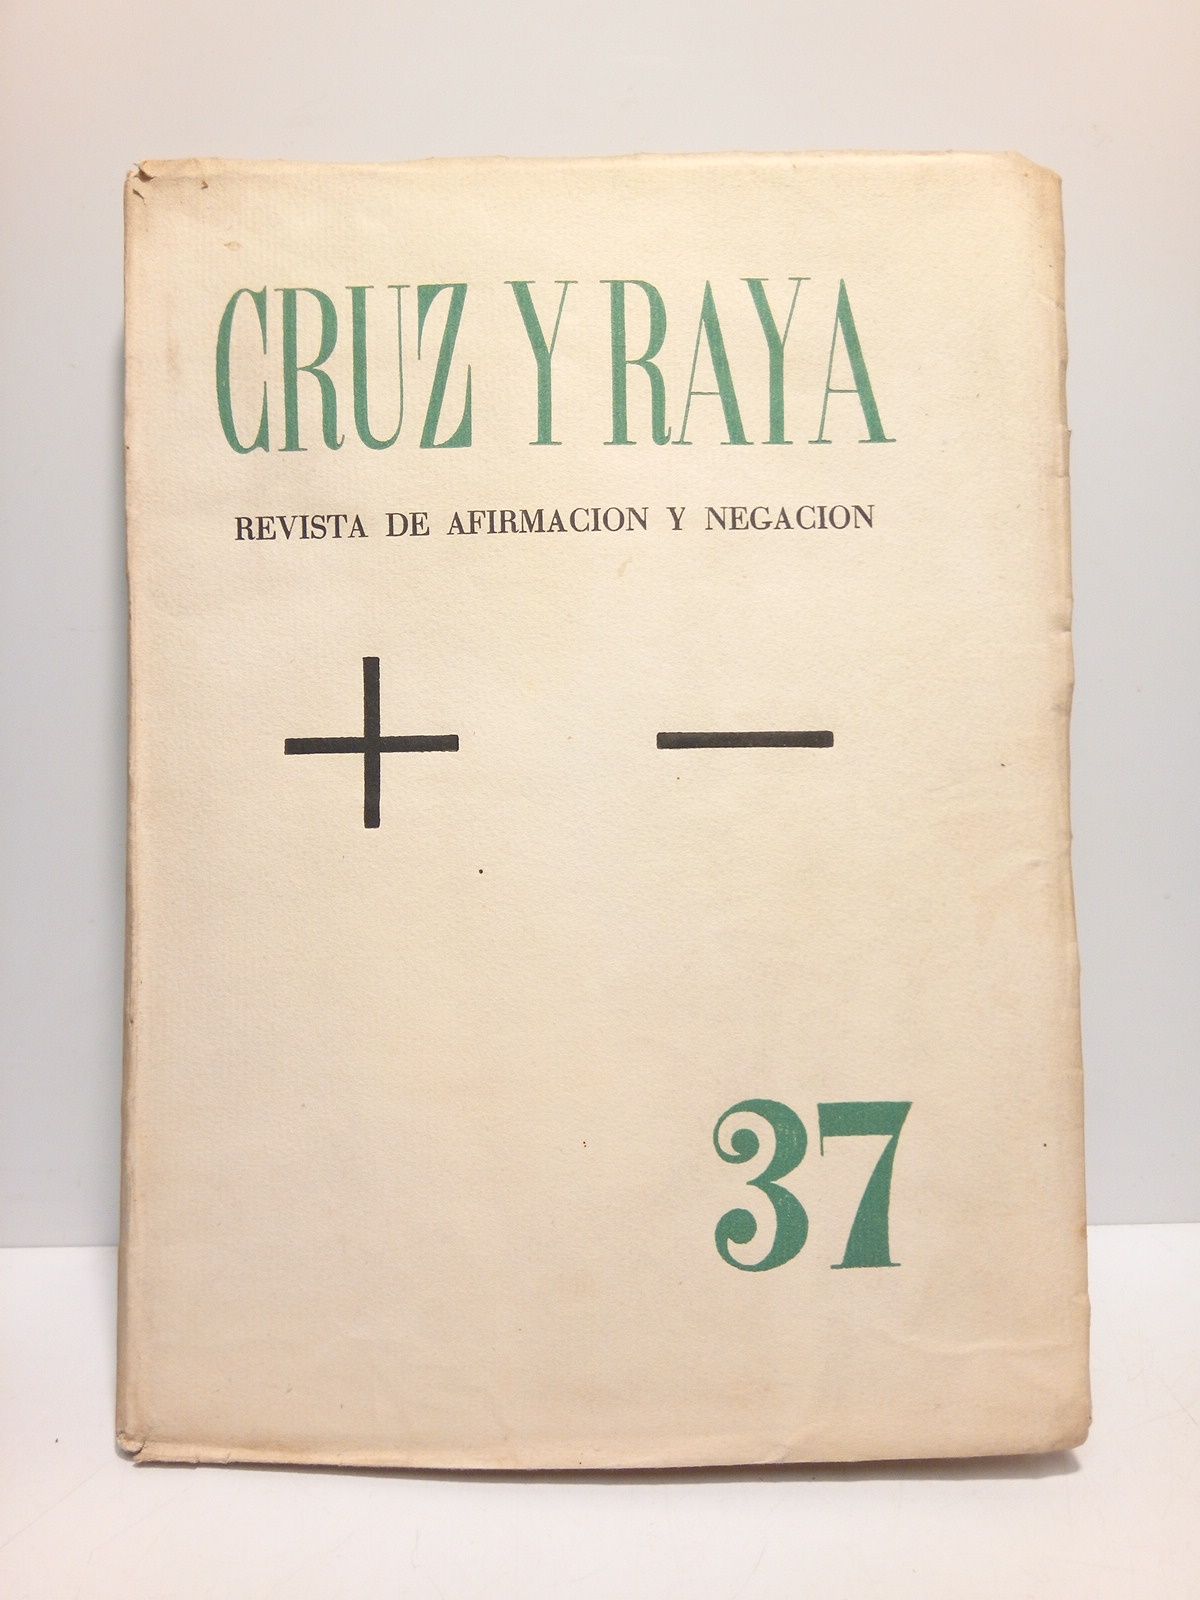 CRUZ Y RAYA
REVISTA DE AFIRMACION Y NEGACION
+ −
37